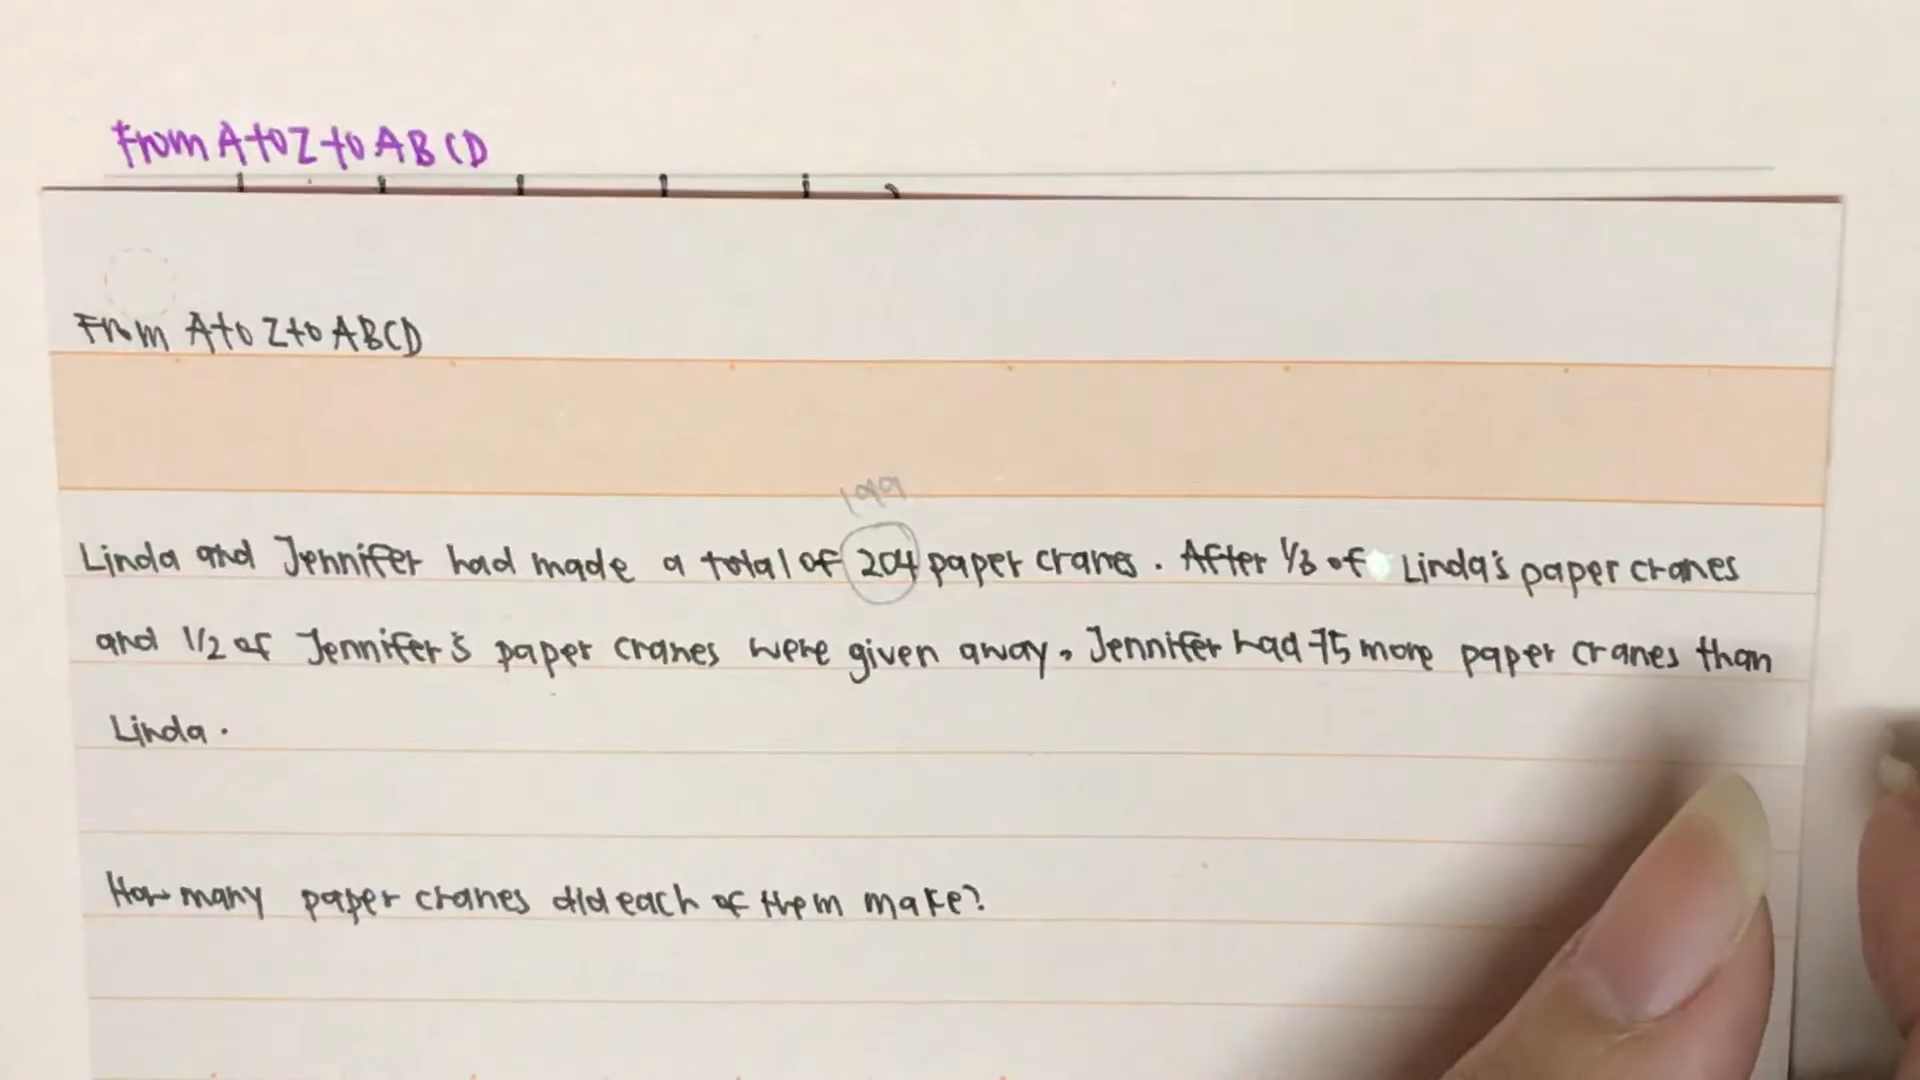 From A to Z to ABCD
From A to Z to ABCD
199
Linda and Jennifer had made a total of 204 paper cranes. After 1/3 of Linda's paper cranes
and 1/2 of Jennifer's paper cranes were given away, Jennifer had 75 more paper cranes than
Linda.
How many paper cranes did each of them make?